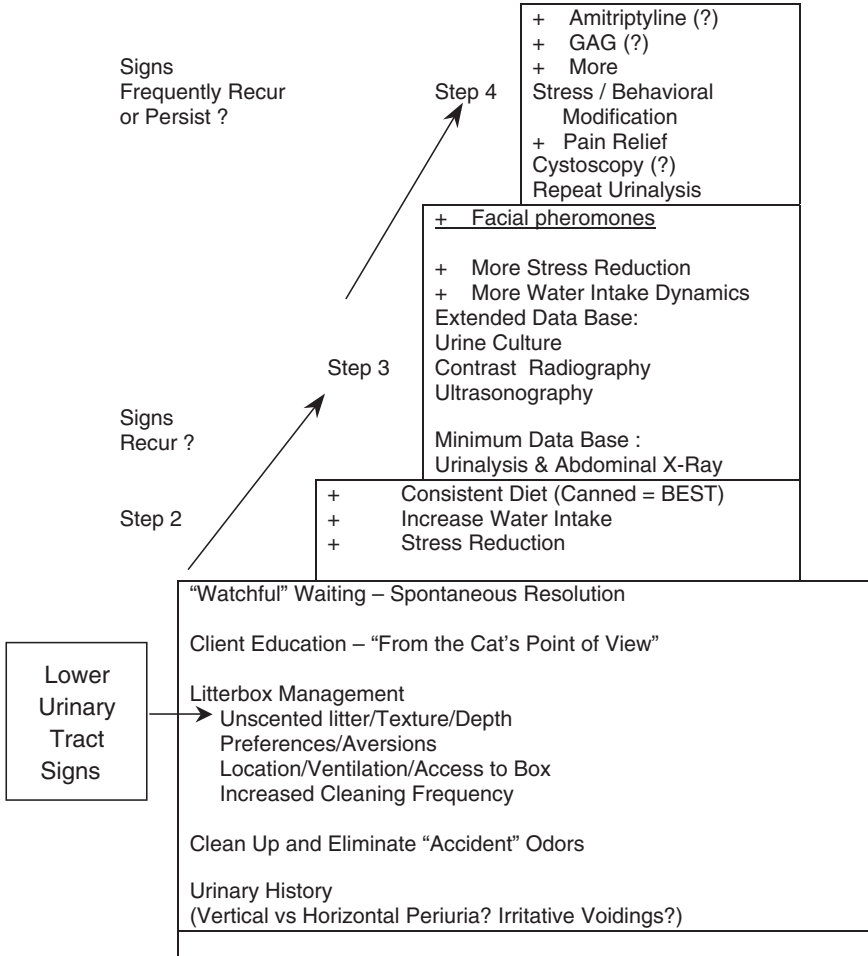 + Amitriptyline (?)
+ GAG (?)
+ More
Stress / Behavioral
Modification
+ Pain Relief
Cystoscopy (?)
Repeat Urinalysis
Signs
Frequently Recur
or Persist ?
Step 4
+ Facial pheromones
+ More Stress Reduction
+ More Water Intake Dynamics
Extended Data Base:
Urine Culture
Contrast Radiography
Ultrasonography
Minimum Data Base :
Urinalysis & Abdominal X-Ray
Step 3
Signs
Recur ?
Step 2
+ Consistent Diet (Canned = BEST)
+ Increase Water Intake
+ Stress Reduction
"Watchful" Waiting – Spontaneous Resolution
Client Education – "From the Cat's Point of View"
Litterbox Management
Unscented litter/Texture/Depth
Preferences/Aversions
Location/Ventilation/Access to Box
Increased Cleaning Frequency
Clean Up and Eliminate "Accident" Odors
Urinary History
(Vertical vs Horizontal Periuria? Irritative Voidings?)
Lower
Urinary
Tract
Signs